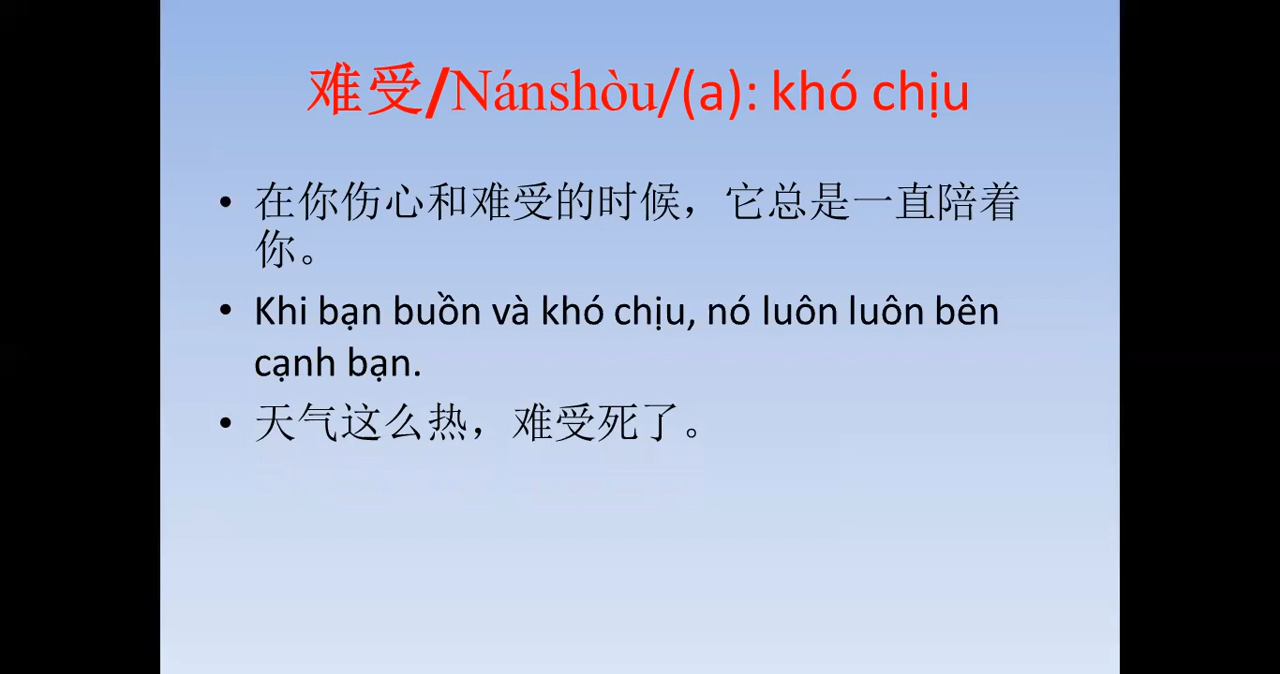 难受/Nánshòu/(a): khó chịu
• 在你伤心和难受的时候，它总是一直陪着
你。
• Khi bạn buồn và khó chịu, nó luôn luôn bên
cạnh bạn.
• 天气这么热，难受死了。